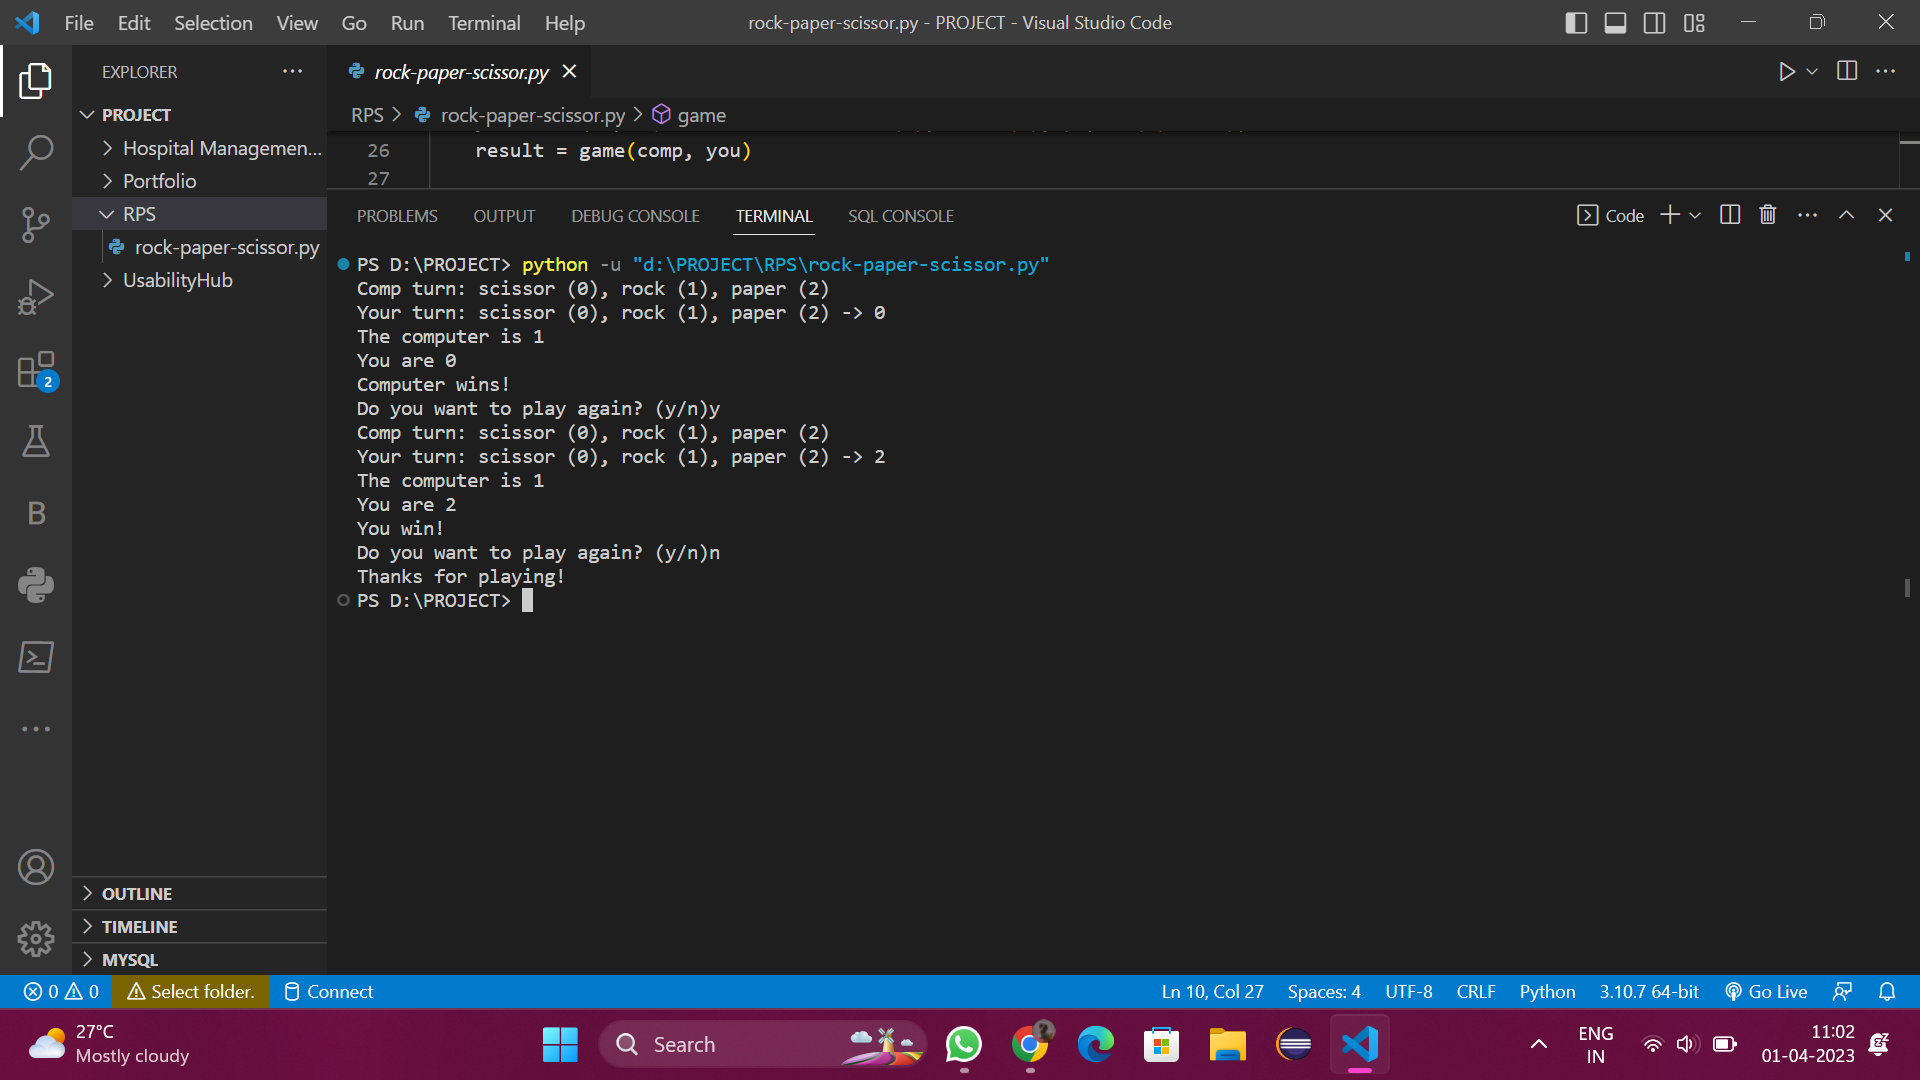 File Edit Selection View Go Run Terminal Help
rock-paper-scissor.py - PROJECT - Visual Studio Code
EXPLORER
PROJECT
Hospital Managemen...
Portfolio
RPS
rock-paper-scissor.py
UsabilityHub
OUTLINE
TIMELINE
MYSQL
2
B
rock-paper-scissor.py
RPS > rock-paper-scissor.py > game
26 result = game(comp, you)
27
PROBLEMS OUTPUT DEBUG CONSOLE TERMINAL SQL CONSOLE
Code
PS D:\PROJECT> python -u "d:\PROJECT\RPS\rock-paper-scissor.py"
Comp turn: scissor (0), rock (1), paper (2)
Your turn: scissor (0), rock (1), paper (2) -> 0
The computer is 1
You are 0
Computer wins!
Do you want to play again? (y/n)y
Comp turn: scissor (0), rock (1), paper (2)
Your turn: scissor (0), rock (1), paper (2) -> 2
The computer is 1
You are 2
You win!
Do you want to play again? (y/n)n
Thanks for playing!
PS D:\PROJECT>
0 0 Select folder. Connect
Ln 10, Col 27 Spaces: 4 UTF-8 CRLF Python 3.10.7 64-bit Go Live
27°C
Mostly cloudy
Search
ENG
IN
11:02
01-04-2023